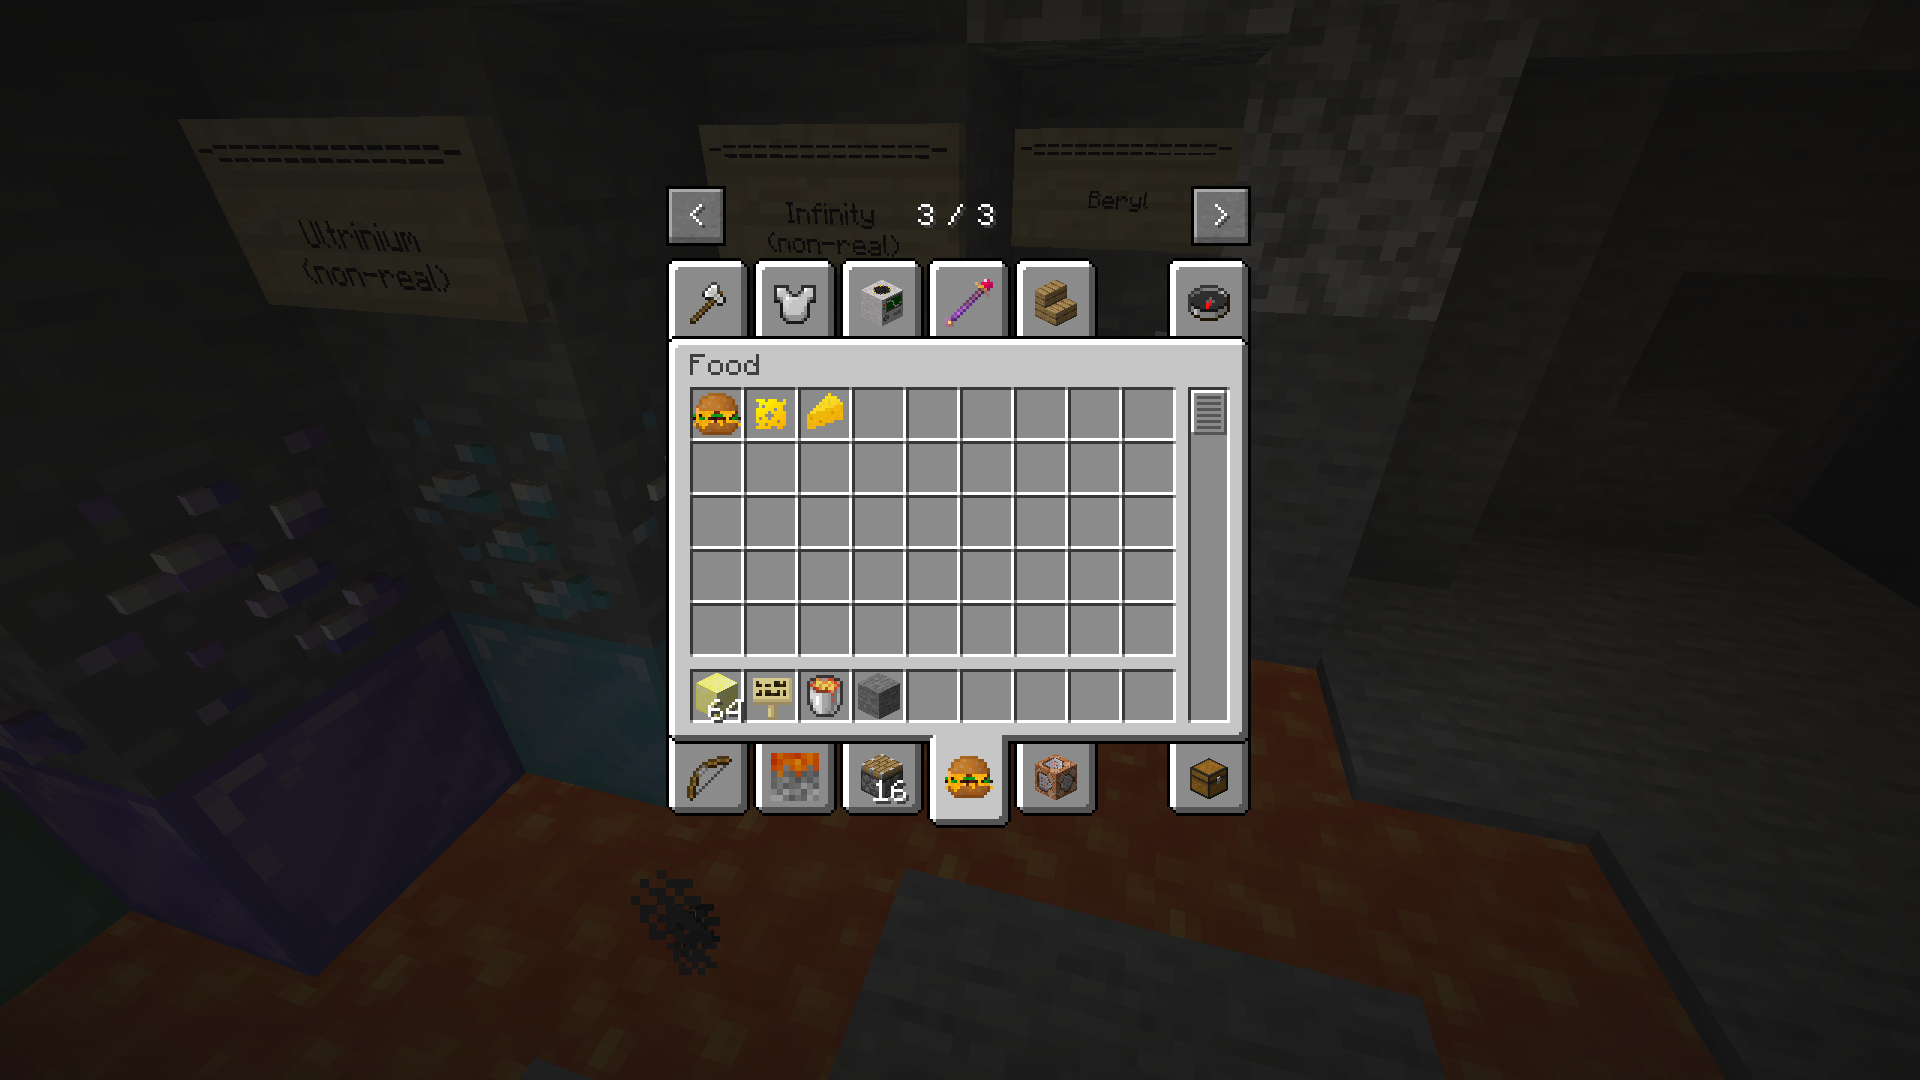 Ultrinium
(non-real)
Infinity
(non-real)
Beryl
< 3 / 3 >
Food
64
16